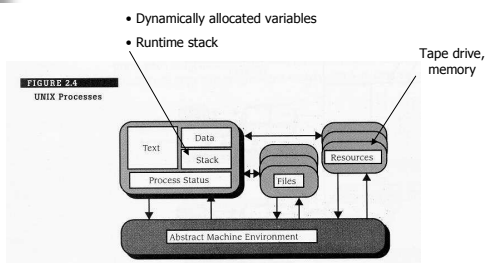 • Dynamically allocated variables
• Runtime stack
Tape drive,
memory
FIGURE 2.4
UNIX Processes
Text
Data
Stack
Process Status
Files
Resources
Abstract Machine Environment